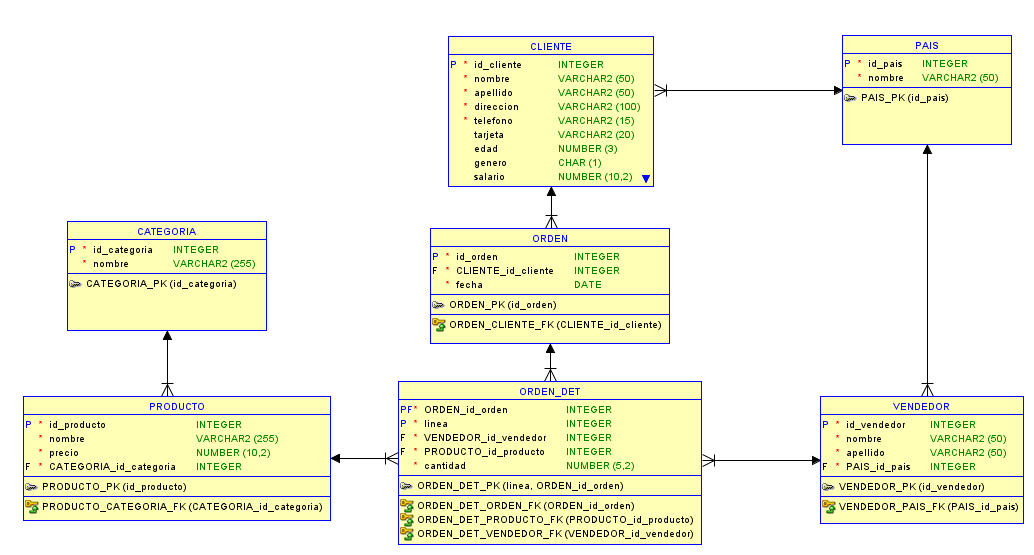 CLIENTE
P * id_cliente INTEGER
* nombre VARCHAR2 (50)
* apellido VARCHAR2 (50)
* direccion VARCHAR2 (100)
* telefono VARCHAR2 (15)
tarjeta VARCHAR2 (20)
edad NUMBER (3)
genero CHAR (1)
salario NUMBER (10,2)
PAIS
P * id_pais INTEGER
* nombre VARCHAR2 (50)
PAIS_PK (id_pais)
CATEGORIA
P * id_categoria INTEGER
* nombre VARCHAR2 (255)
CATEGORIA_PK (id_categoria)
ORDEN
P * id_orden INTEGER
F * CLIENTE_id_cliente INTEGER
* fecha DATE
ORDEN_PK (id_orden)
ORDEN_CLIENTE_FK (CLIENTE_id_cliente)
PRODUCTO
P * id_producto INTEGER
* nombre VARCHAR2 (255)
* precio NUMBER (10,2)
F * CATEGORIA_id_categoria INTEGER
PRODUCTO_PK (id_producto)
PRODUCTO_CATEGORIA_FK (CATEGORIA_id_categoria)
ORDEN_DET
PF* ORDEN_id_orden INTEGER
P * linea INTEGER
F * VENDEDOR_id_vendedor INTEGER
F * PRODUCTO_id_producto INTEGER
* cantidad NUMBER (5,2)
ORDEN_DET_PK (linea, ORDEN_id_orden)
ORDEN_DET_ORDEN_FK (ORDEN_id_orden)
ORDEN_DET_PRODUCTO_FK (PRODUCTO_id_producto)
ORDEN_DET_VENDEDOR_FK (VENDEDOR_id_vendedor)
VENDEDOR
P * id_vendedor INTEGER
* nombre VARCHAR2 (50)
* apellido VARCHAR2 (50)
F * PAIS_id_pais INTEGER
VENDEDOR_PK (id_vendedor)
VENDEDOR_PAIS_FK (PAIS_id_pais)